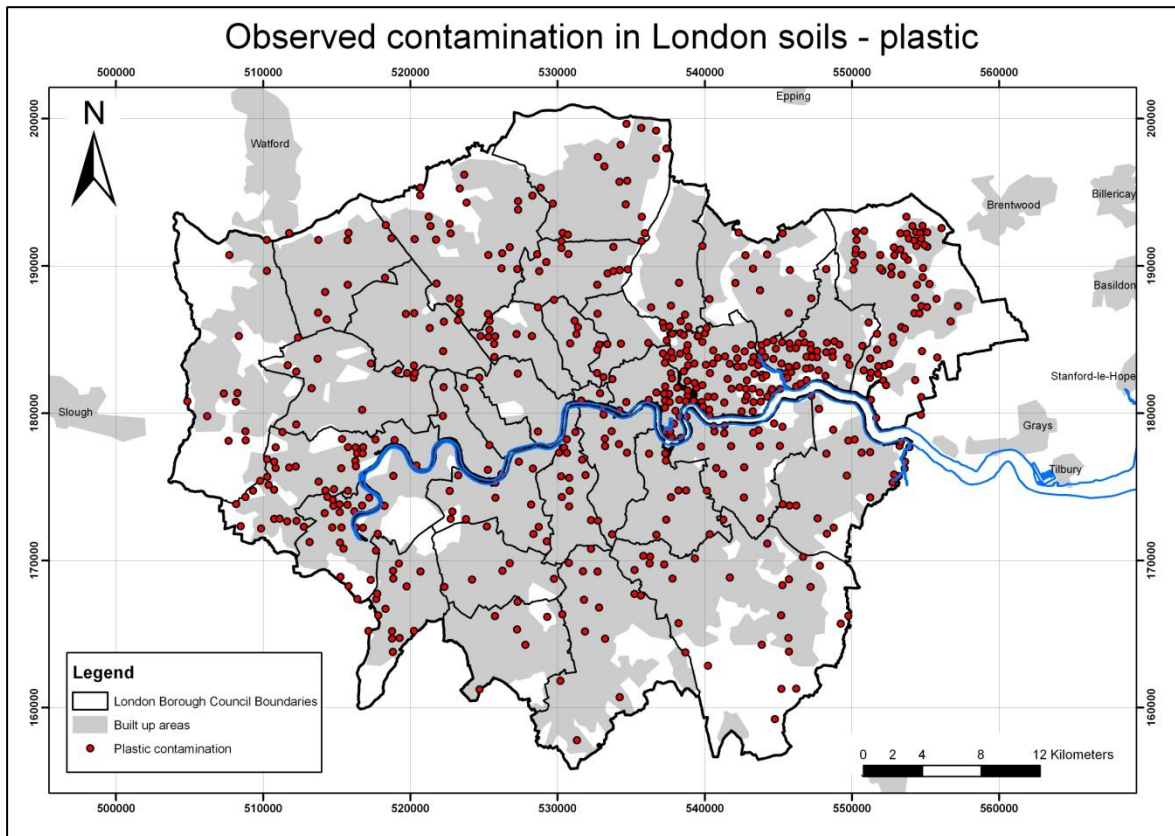 Observed contamination in London soils - plastic
500000 510000 520000 530000 540000 550000 560000
200000 200000
190000 190000
180000 180000
170000 170000
160000 160000
N
Epping
Watford
Brentwood
Billericay
Basildon
Stanford-le-Hope
Slough
Grays
Tilbury
Legend
London Borough Council Boundaries
Built up areas
Plastic contamination
0 2 4 8 12 Kilometers
500000 510000 520000 530000 540000 550000 560000